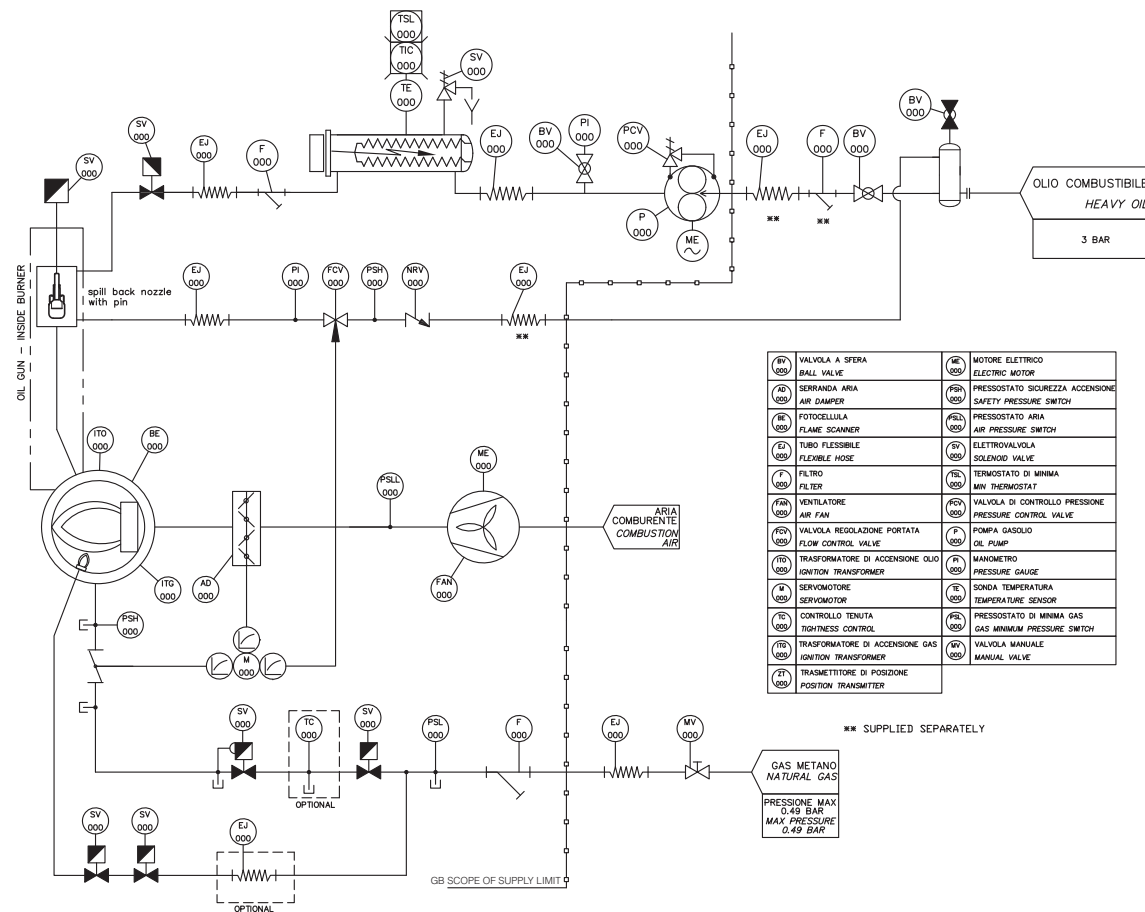 TSL
000
TIC
000
TE
000
SV
000
SV
000
EJ
000
F
000
SV
000
EJ
000
BV
000
PI
000
PCV
000
P
000
ME
EJ
000
**
F
000
**
BV
000
BV
000
OLIO COMBUSTIBILE
HEAVY OIL
3 BAR
OIL GUN - INSIDE BURNER
spill back nozzle
with pin
EJ
000
PI
000
FCV
000
PSH
000
NRV
000
EJ
000
**
ITO
000
BE
000
ITG
000
AD
000
PSLL
000
ME
000
FAN
000
ARIA
COMBURENTE
COMBUSTION
AIR
PSH
000
M
000
SV
000
TC
000
OPTIONAL
SV
000
PSL
000
F
000
EJ
000
MV
000
GAS METANO
NATURAL GAS
PRESSIONE MAX
0.49 BAR
MAX PRESSURE
0.49 BAR
SV
000
SV
000
EJ
000
OPTIONAL
GB SCOPE OF SUPPLY LIMIT
BV
000
VALVOLA A SFERA
BALL VALVE
ME
000
MOTORE ELETTRICO
ELECTRIC MOTOR
AD
000
SERRANDA ARIA
AIR DAMPER
PSH
000
PRESSOSTATO SICUREZZA ACCENSIONE
SAFETY PRESSURE SWITCH
BE
000
FOTOCELLULA
FLAME SCANNER
PSLL
000
PRESSOSTATO ARIA
AIR PRESSURE SWITCH
EJ
000
TUBO FLESSIBILE
FLEXIBLE HOSE
SV
000
ELETTROVALVOLA
SOLENOID VALVE
F
000
FILTRO
FILTER
TSL
000
TERMOSTATO DI MINIMA
MIN THERMOSTAT
FAN
000
VENTILATORE
AIR FAN
PCV
000
VALVOLA DI CONTROLLO PRESSIONE
PRESSURE CONTROL VALVE
FCV
000
VALVOLA REGOLAZIONE PORTATA
FLOW CONTROL VALVE
P
000
POMPA GASOLIO
OIL PUMP
ITO
000
TRASFORMATORE DI ACCENSIONE OLIO
IGNITION TRANSFORMER
PI
000
MANOMETRO
PRESSURE GAUGE
M
000
SERVOMOTORE
SERVOMOTOR
TE
000
SONDA TEMPERATURA
TEMPERATURE SENSOR
TC
000
CONTROLLO TENUTA
TIGHTNESS CONTROL
PSL
000
PRESSOSTATO DI MINIMA GAS
GAS MINIMUM PRESSURE SWITCH
ITG
000
TRASFORMATORE DI ACCENSIONE GAS
IGNITION TRANSFORMER
MV
000
VALVOLA MANUALE
MANUAL VALVE
ZT
000
TRASMETTITORE DI POSIZIONE
POSITION TRANSMITTER
** SUPPLIED SEPARATELY